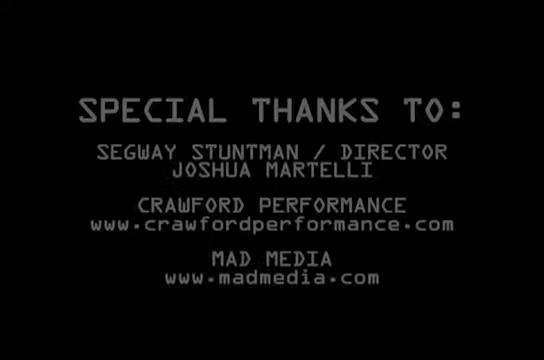 SPECIAL THANKS TO:
SEGWAY STUNTMAN / DIRECTOR
JOSHUA MARTELLI
CRAWFORD PERFORMANCE
www.crawfordperformance.com
MAD MEDIA
www.madmedia.com